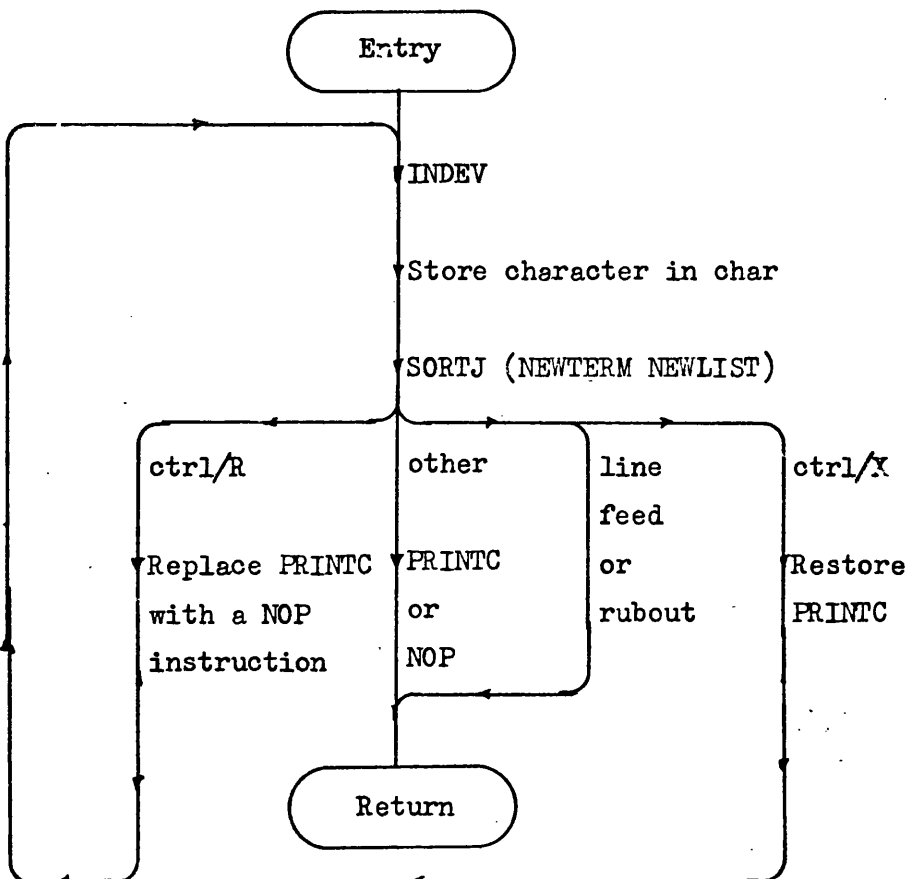 Entry
INDEV
Store character in char
SORTJ (NEWTERM NEWLIST)
ctrl/R
Replace PRINTC
with a NOP
instruction
other
PRINTC
or
NOP
line
feed
or
rubout
ctrl/X
Restore
PRINTC
Return